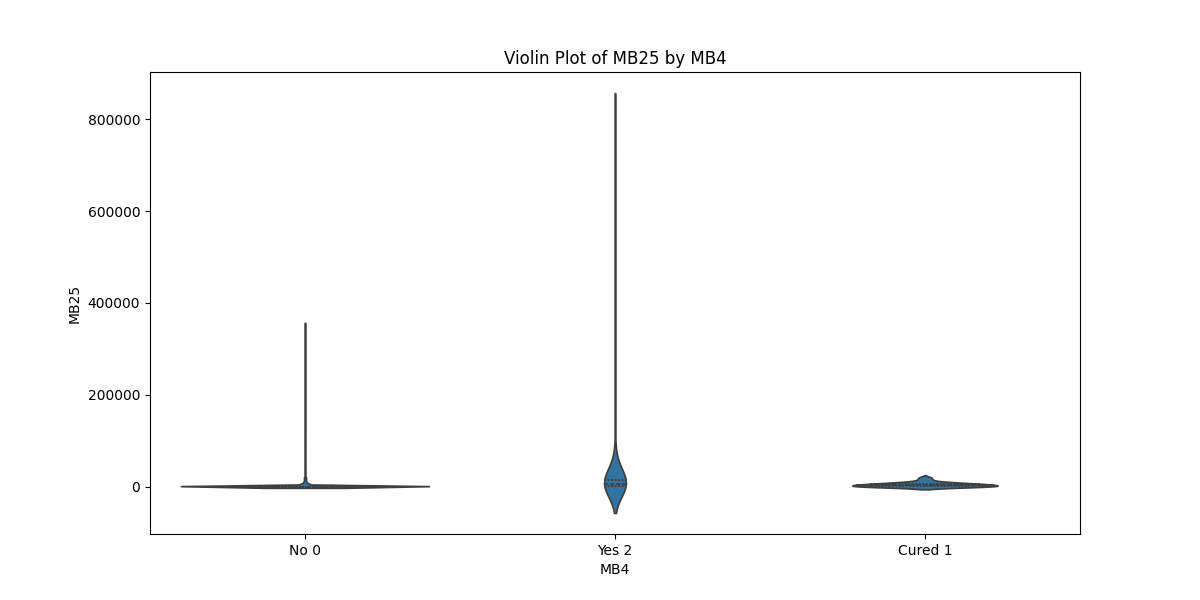 Violin Plot of MB25 by MB4
800000
600000
400000
200000
0
MB25
No 0
Yes 2
Cured 1
MB4